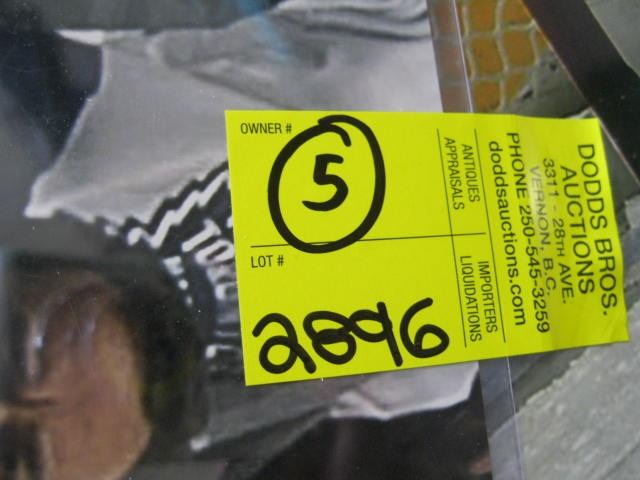 OWNER #
5
LOT #
2896
ANTIQUES
APPRAISALS
IMPORTERS
LIQUIDATIONS
DODDS BROS.
AUCTIONS
3311 - 28TH AVE.
VERNON, B.C.
PHONE 250-545-3259
doddsauctions.com